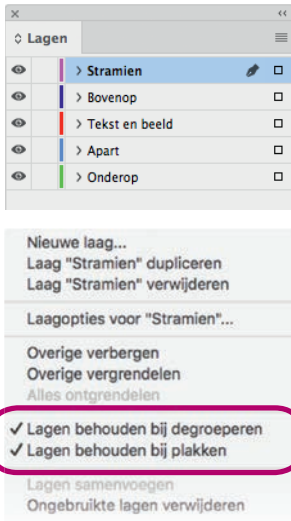 Lagen
Stramien
Bovenop
Tekst en beeld
Apart
Onderop
Nieuwe laag...
Laag "Stramien" dupliceren
Laag "Stramien" verwijderen
Laagopties voor "Stramien"...
Overige verbergen
Overige vergrendelen
Alles ontgrendelen
✓ Lagen behouden bij degroeperen
✓ Lagen behouden bij plakken
Lagen samenvoegen
Ongebruikte lagen verwijderen